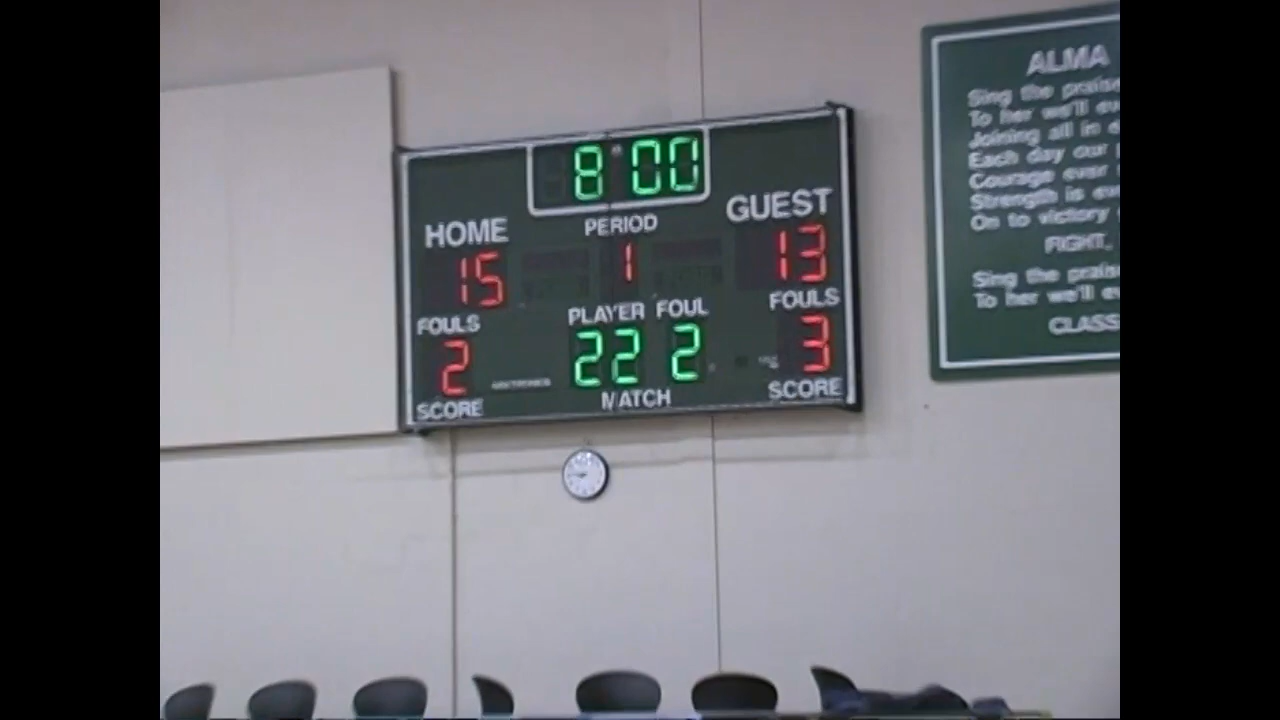 8:00
HOME PERIOD GUEST
15 1 13
FOULS PLAYER FOUL FOULS
2 22 2 3
SCORE MATCH SCORE
ALMA
Sing the
To her we'll
Joining all in
Each day our
Courage ever
Strength is
On to victory
FIGHT,
Sing the
To her we'll
CLASS